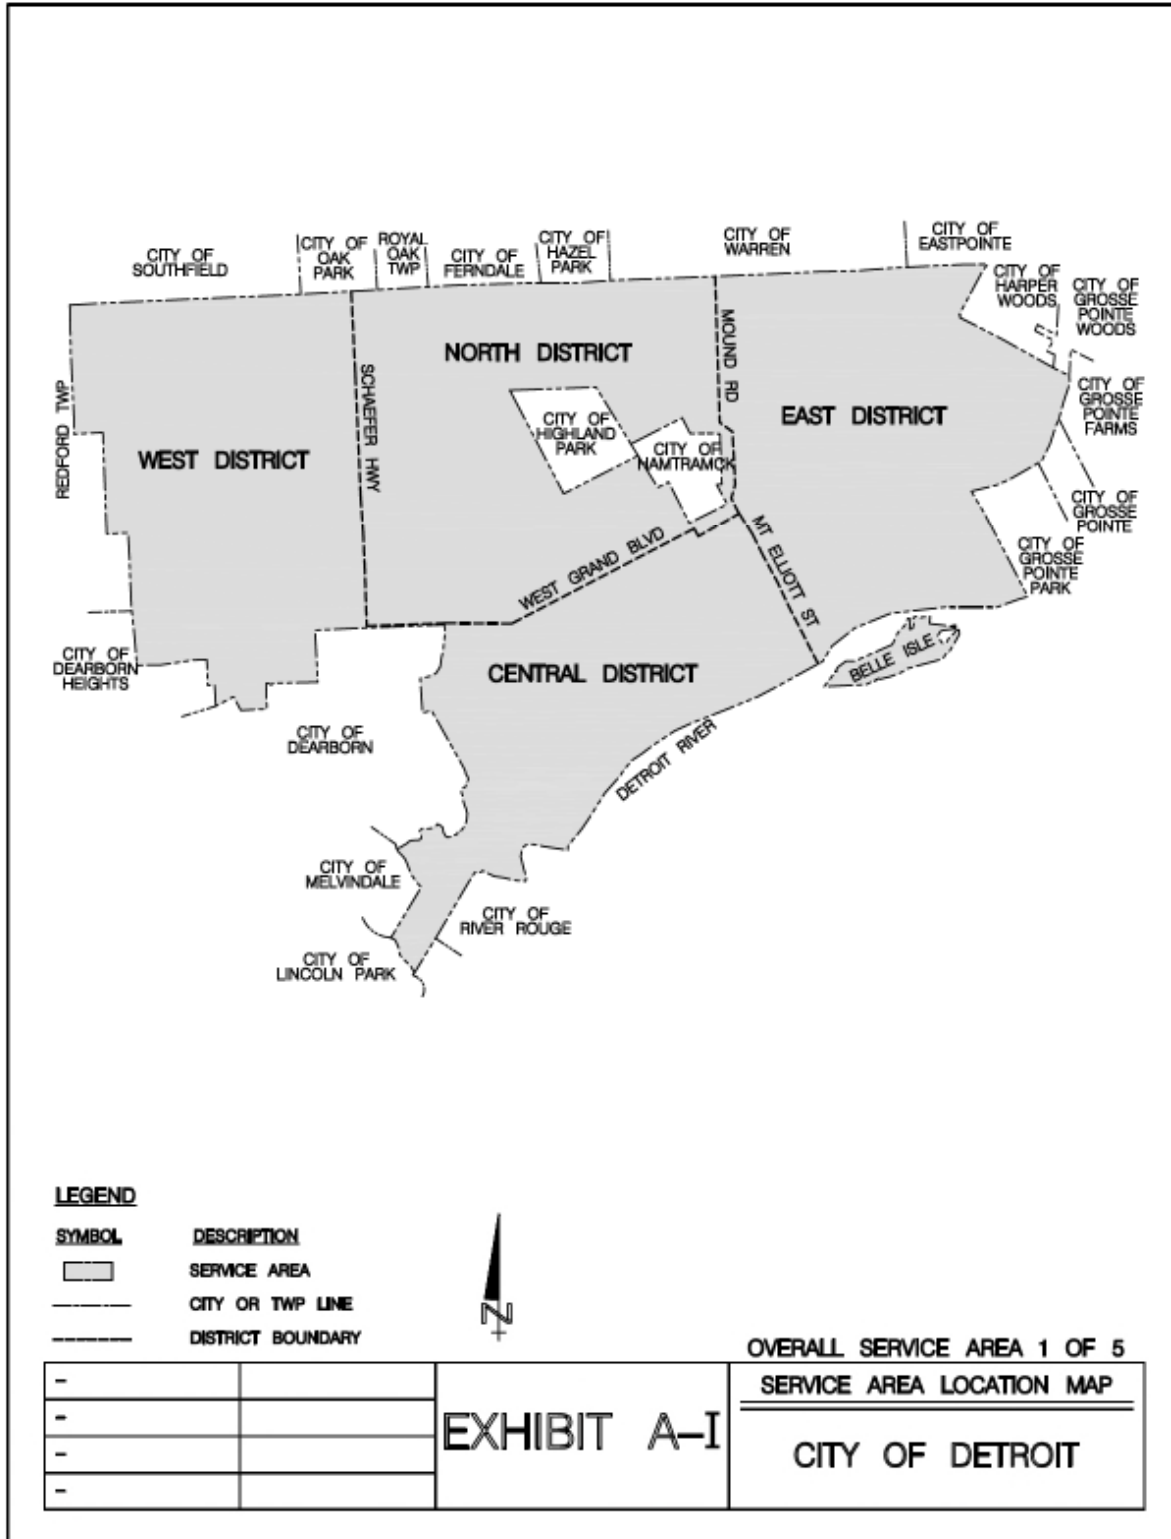 CITY OF
SOUTHFIELD
CITY OF
OAK
PARK
ROYAL
OAK
TWP
CITY OF
FERNDALE
CITY OF
HAZEL
PARK
CITY OF
WARREN
CITY OF
EASTPOINTE
CITY OF
HARPER
WOODS
CITY OF
GROSSE
POINTE
WOODS
REDFORD TWP
WEST DISTRICT
SCHAEFER HWY
NORTH DISTRICT
CITY OF
HIGHLAND
PARK
CITY OF
NAMTRAMCK
MOUND RD
EAST DISTRICT
CITY OF
GROSSE
POINTE
FARMS
CITY OF
GROSSE
POINTE
CITY OF
GROSSE
POINTE
PARK
WEST GRAND BLVD
MT ELLIOTT ST
CITY OF
DEARBORN
HEIGHTS
CENTRAL DISTRICT
BELLE ISLE
CITY OF
DEARBORN
DETROIT RIVER
CITY OF
MELVINDALE
CITY OF
RIVER ROUGE
CITY OF
LINCOLN PARK
LEGEND
SYMBOL DESCRIPTION
SERVICE AREA
CITY OR TWP LINE
DISTRICT BOUNDARY
N
OVERALL SERVICE AREA 1 OF 5
-
-
-
-
EXHIBIT A-I
SERVICE AREA LOCATION MAP
CITY OF DETROIT